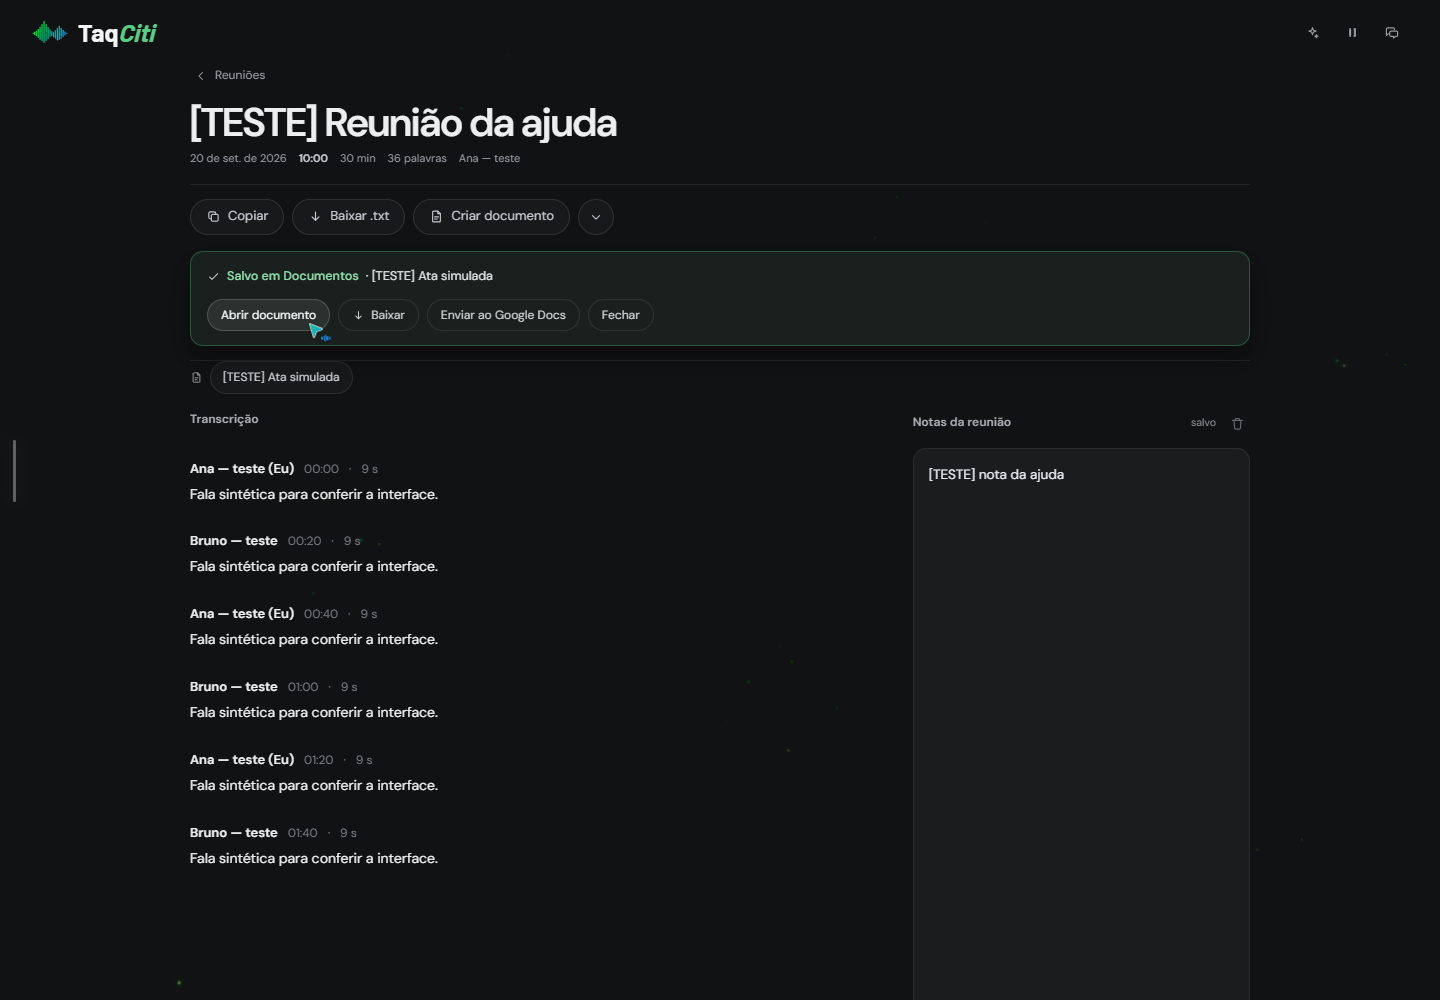 TaqCiti
Reuniões
[TESTE] Reunião da ajuda
20 de set. de 2026 10:00 30 min 36 palavras Ana — teste
Copiar Baixar .txt Criar documento
Salvo em Documentos · [TESTE] Ata simulada
Abrir documento Baixar Enviar ao Google Docs Fechar
[TESTE] Ata simulada
Transcrição
Ana — teste (Eu) 00:00 · 9 s
Fala sintética para conferir a interface.
Bruno — teste 00:20 · 9 s
Fala sintética para conferir a interface.
Ana — teste (Eu) 00:40 · 9 s
Fala sintética para conferir a interface.
Bruno — teste 01:00 · 9 s
Fala sintética para conferir a interface.
Ana — teste (Eu) 01:20 · 9 s
Fala sintética para conferir a interface.
Bruno — teste 01:40 · 9 s
Fala sintética para conferir a interface.
Notas da reunião salvo
[TESTE] nota da ajuda